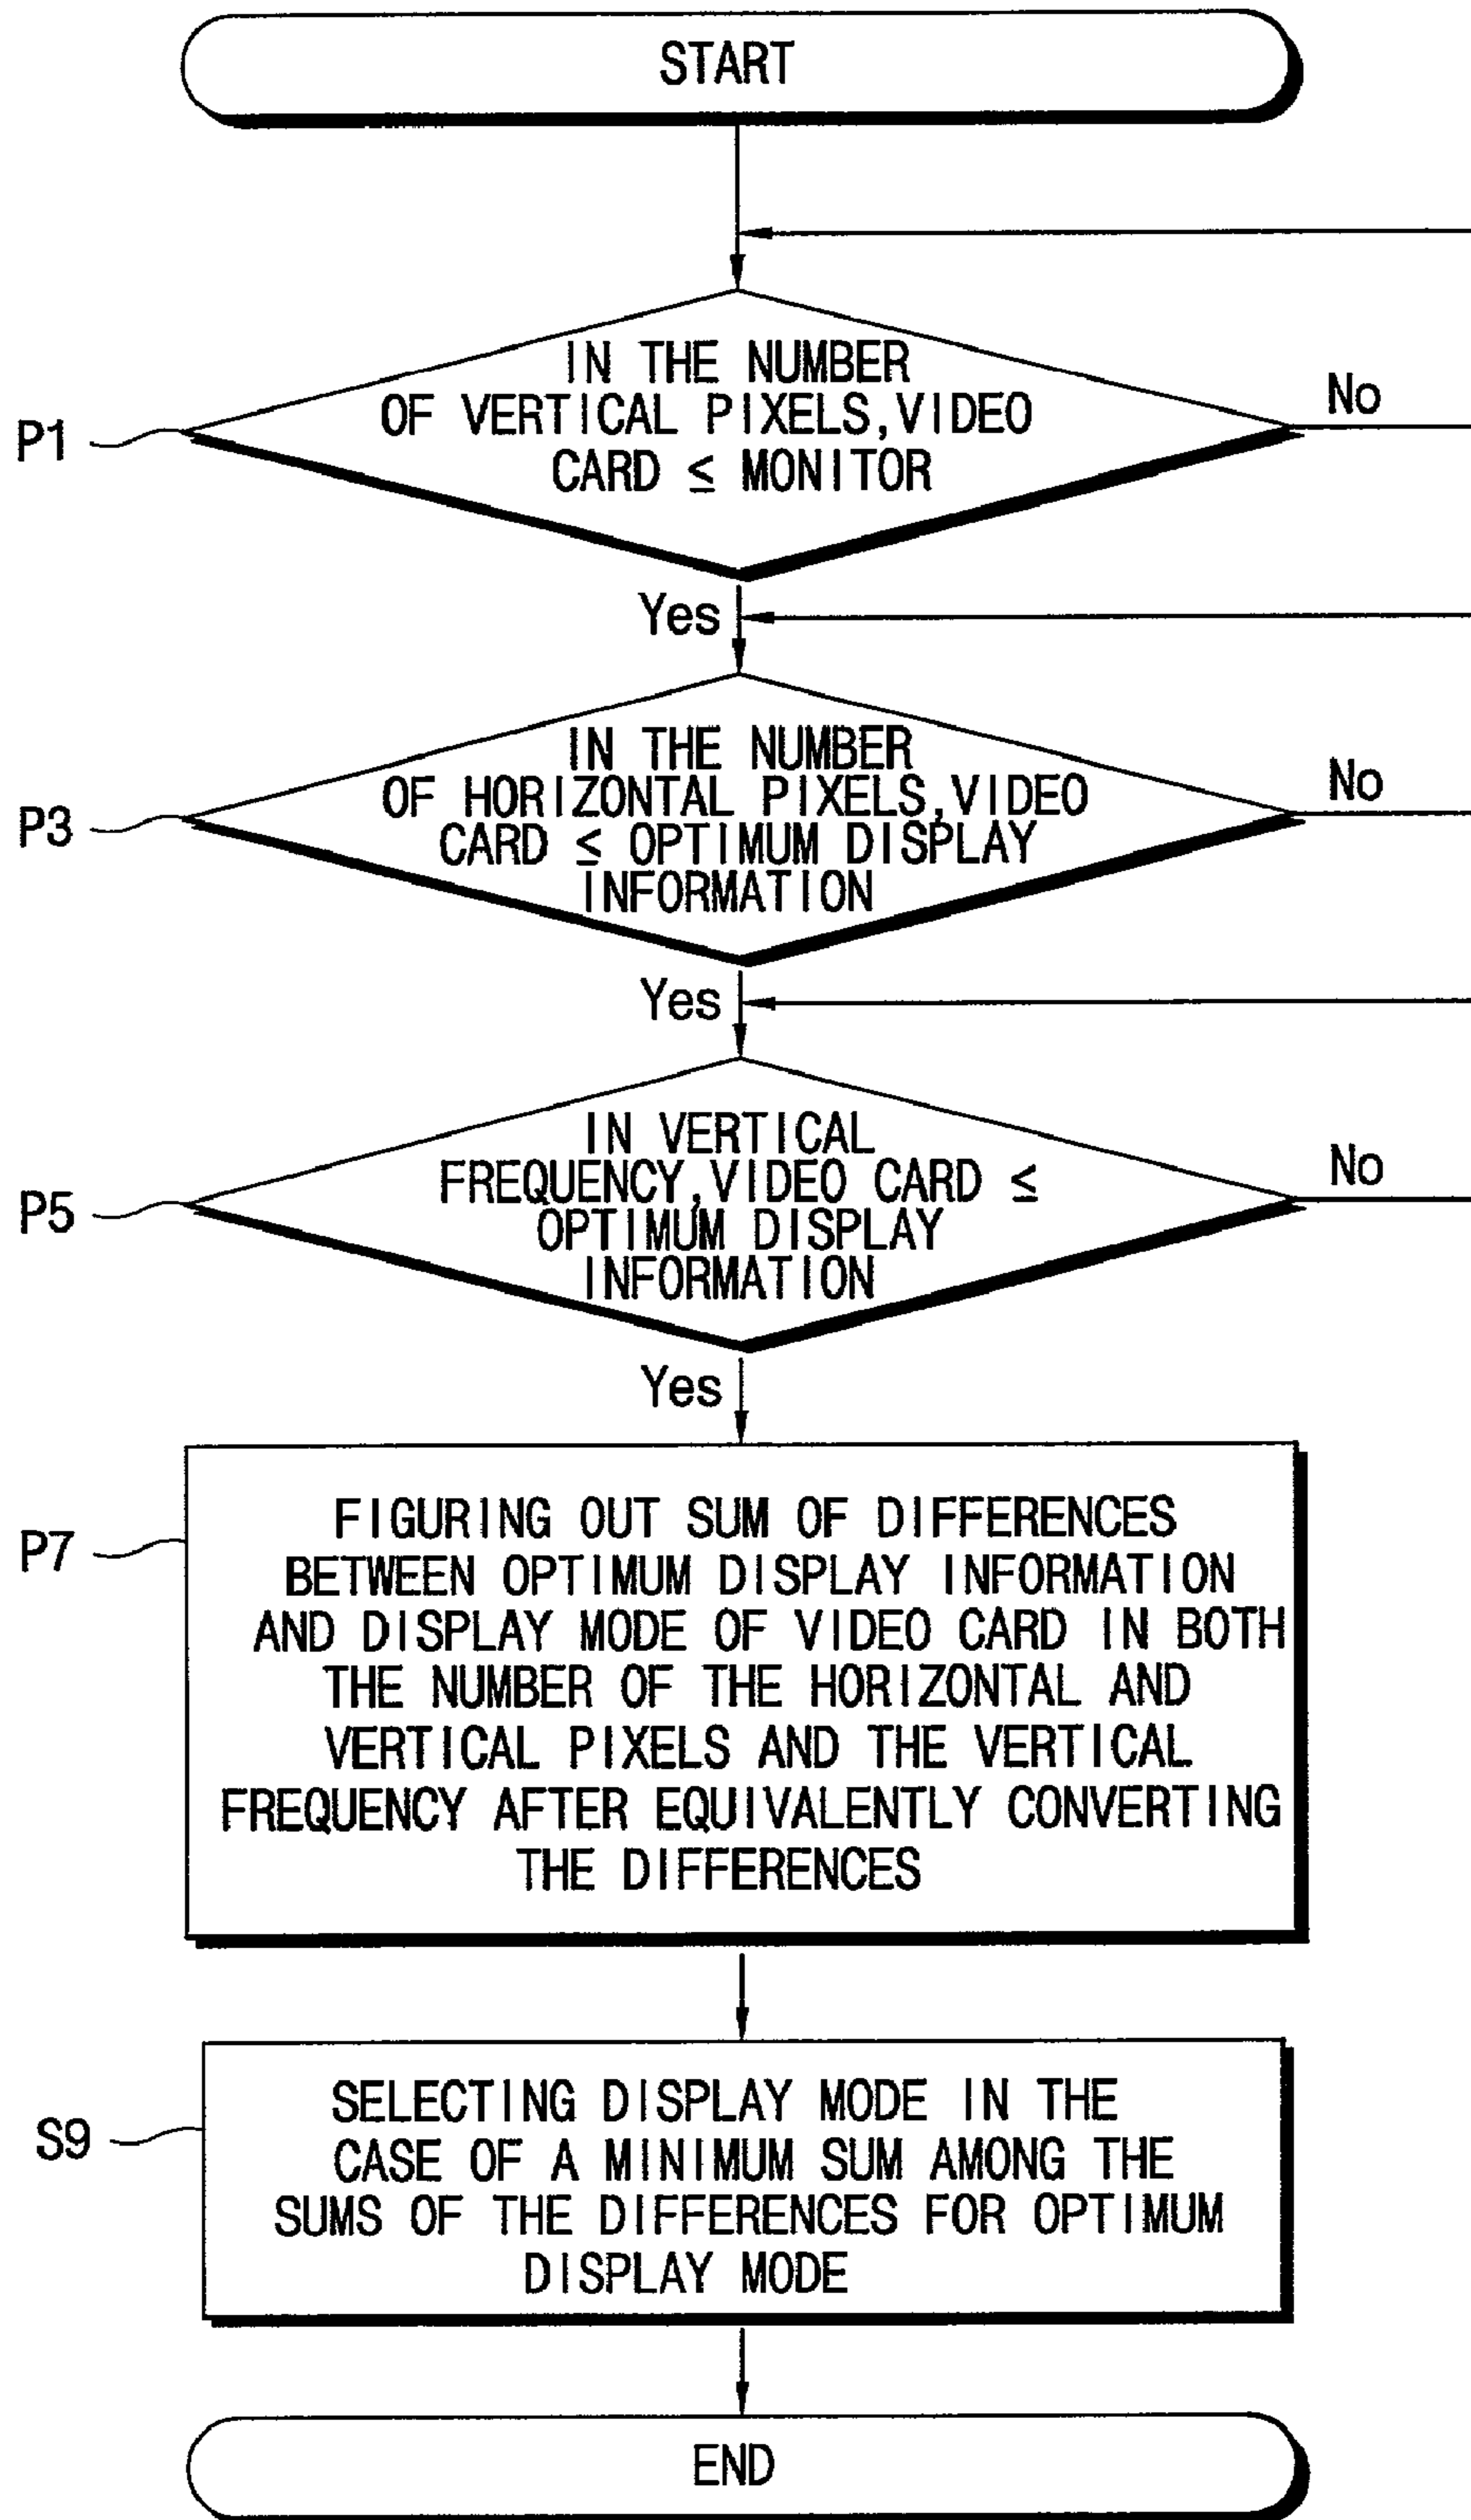 START
IN THE NUMBER
OF VERTICAL PIXELS,VIDEO
CARD ≤ MONITOR
No
P1
Yes
IN THE NUMBER
OF HORIZONTAL PIXELS,VIDEO
CARD ≤ OPTIMUM DISPLAY
INFORMATION
No
P3
Yes
IN VERTICAL
FREQUENCY,VIDEO CARD ≤
OPTIMUM DISPLAY
INFORMATION
No
P5
Yes
P7
FIGURING OUT SUM OF DIFFERENCES
BETWEEN OPTIMUM DISPLAY INFORMATION
AND DISPLAY MODE OF VIDEO CARD IN BOTH
THE NUMBER OF THE HORIZONTAL AND
VERTICAL PIXELS AND THE VERTICAL
FREQUENCY AFTER EQUIVALENTLY CONVERTING
THE DIFFERENCES
S9
SELECTING DISPLAY MODE IN THE
CASE OF A MINIMUM SUM AMONG THE
SUMS OF THE DIFFERENCES FOR OPTIMUM
DISPLAY MODE
END